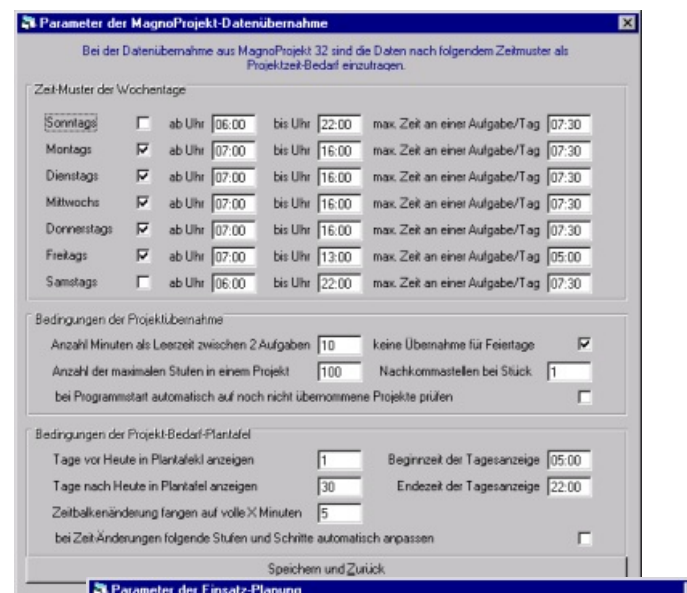 Parameter der MagnoProjekt-Datenübernahme
Bei der Datenübernahme aus MagnoProjekt 32 sind die Daten nach folgendem Zeitmuster als
Projektzeit-Bedarf einzutragen.
Zeit-Muster der Wochentage
Sonntags ab Uhr 06:00 bis Uhr 22:00 max. Zeit an einer Aufgabe/Tag 07:30
Montags ab Uhr 07:00 bis Uhr 16:00 max. Zeit an einer Aufgabe/Tag 07:30
Dienstags ab Uhr 07:00 bis Uhr 16:00 max. Zeit an einer Aufgabe/Tag 07:30
Mittwochs ab Uhr 07:00 bis Uhr 16:00 max. Zeit an einer Aufgabe/Tag 07:30
Donnerstags ab Uhr 07:00 bis Uhr 16:00 max. Zeit an einer Aufgabe/Tag 07:30
Freitags ab Uhr 07:00 bis Uhr 13:00 max. Zeit an einer Aufgabe/Tag 05:00
Samstags ab Uhr 06:00 bis Uhr 22:00 max. Zeit an einer Aufgabe/Tag 07:30
Bedingungen der Projektübernahme
Anzahl Minuten als Leerzeit zwischen 2 Aufgaben 10 keine Übernahme für Feiertage
Anzahl der maximalen Stufen in einem Projekt 100 Nachkommastellen bei Stück 1
bei Programmstart automatisch auf noch nicht übernommene Projekte prüfen
Bedingungen der Projekt-Bedarf-Plantafel
Tage vor Heute in Plantafekl anzeigen 1 Beginnzeit der Tagesanzeige 05:00
Tage nach Heute in Plantafel anzeigen 30 Endezeit der Tagesanzeige 22:00
Zeitbalkenänderung fangen auf volle X Minuten 5
bei Zeit-Änderungen folgende Stufen und Schritte automatisch anpassen
Speichern und Zurück
Parameter der Einsatz-Planung